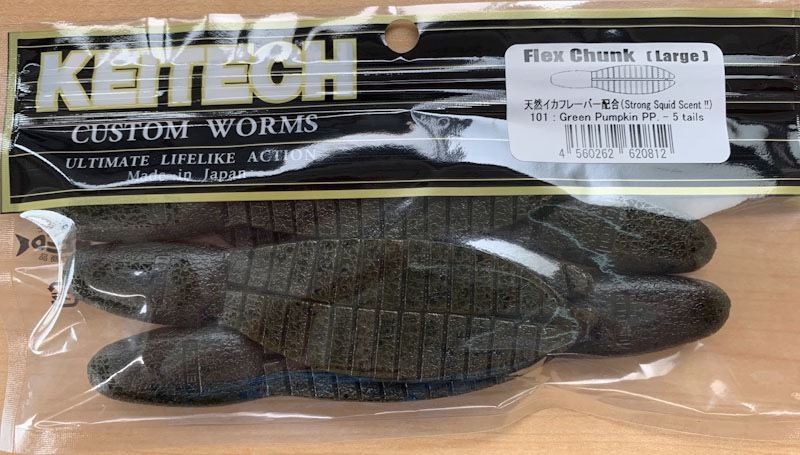 KEITECH
CUSTOM WORMS
ULTIMATE LIFELIKE ACTION
Made in Japan
Flex Chunk (Large)
天然イカフレーバー配合(Strong Squid Scent !!)
101 : Green Pumpkin PP. - 5 tails
4 560262 620812